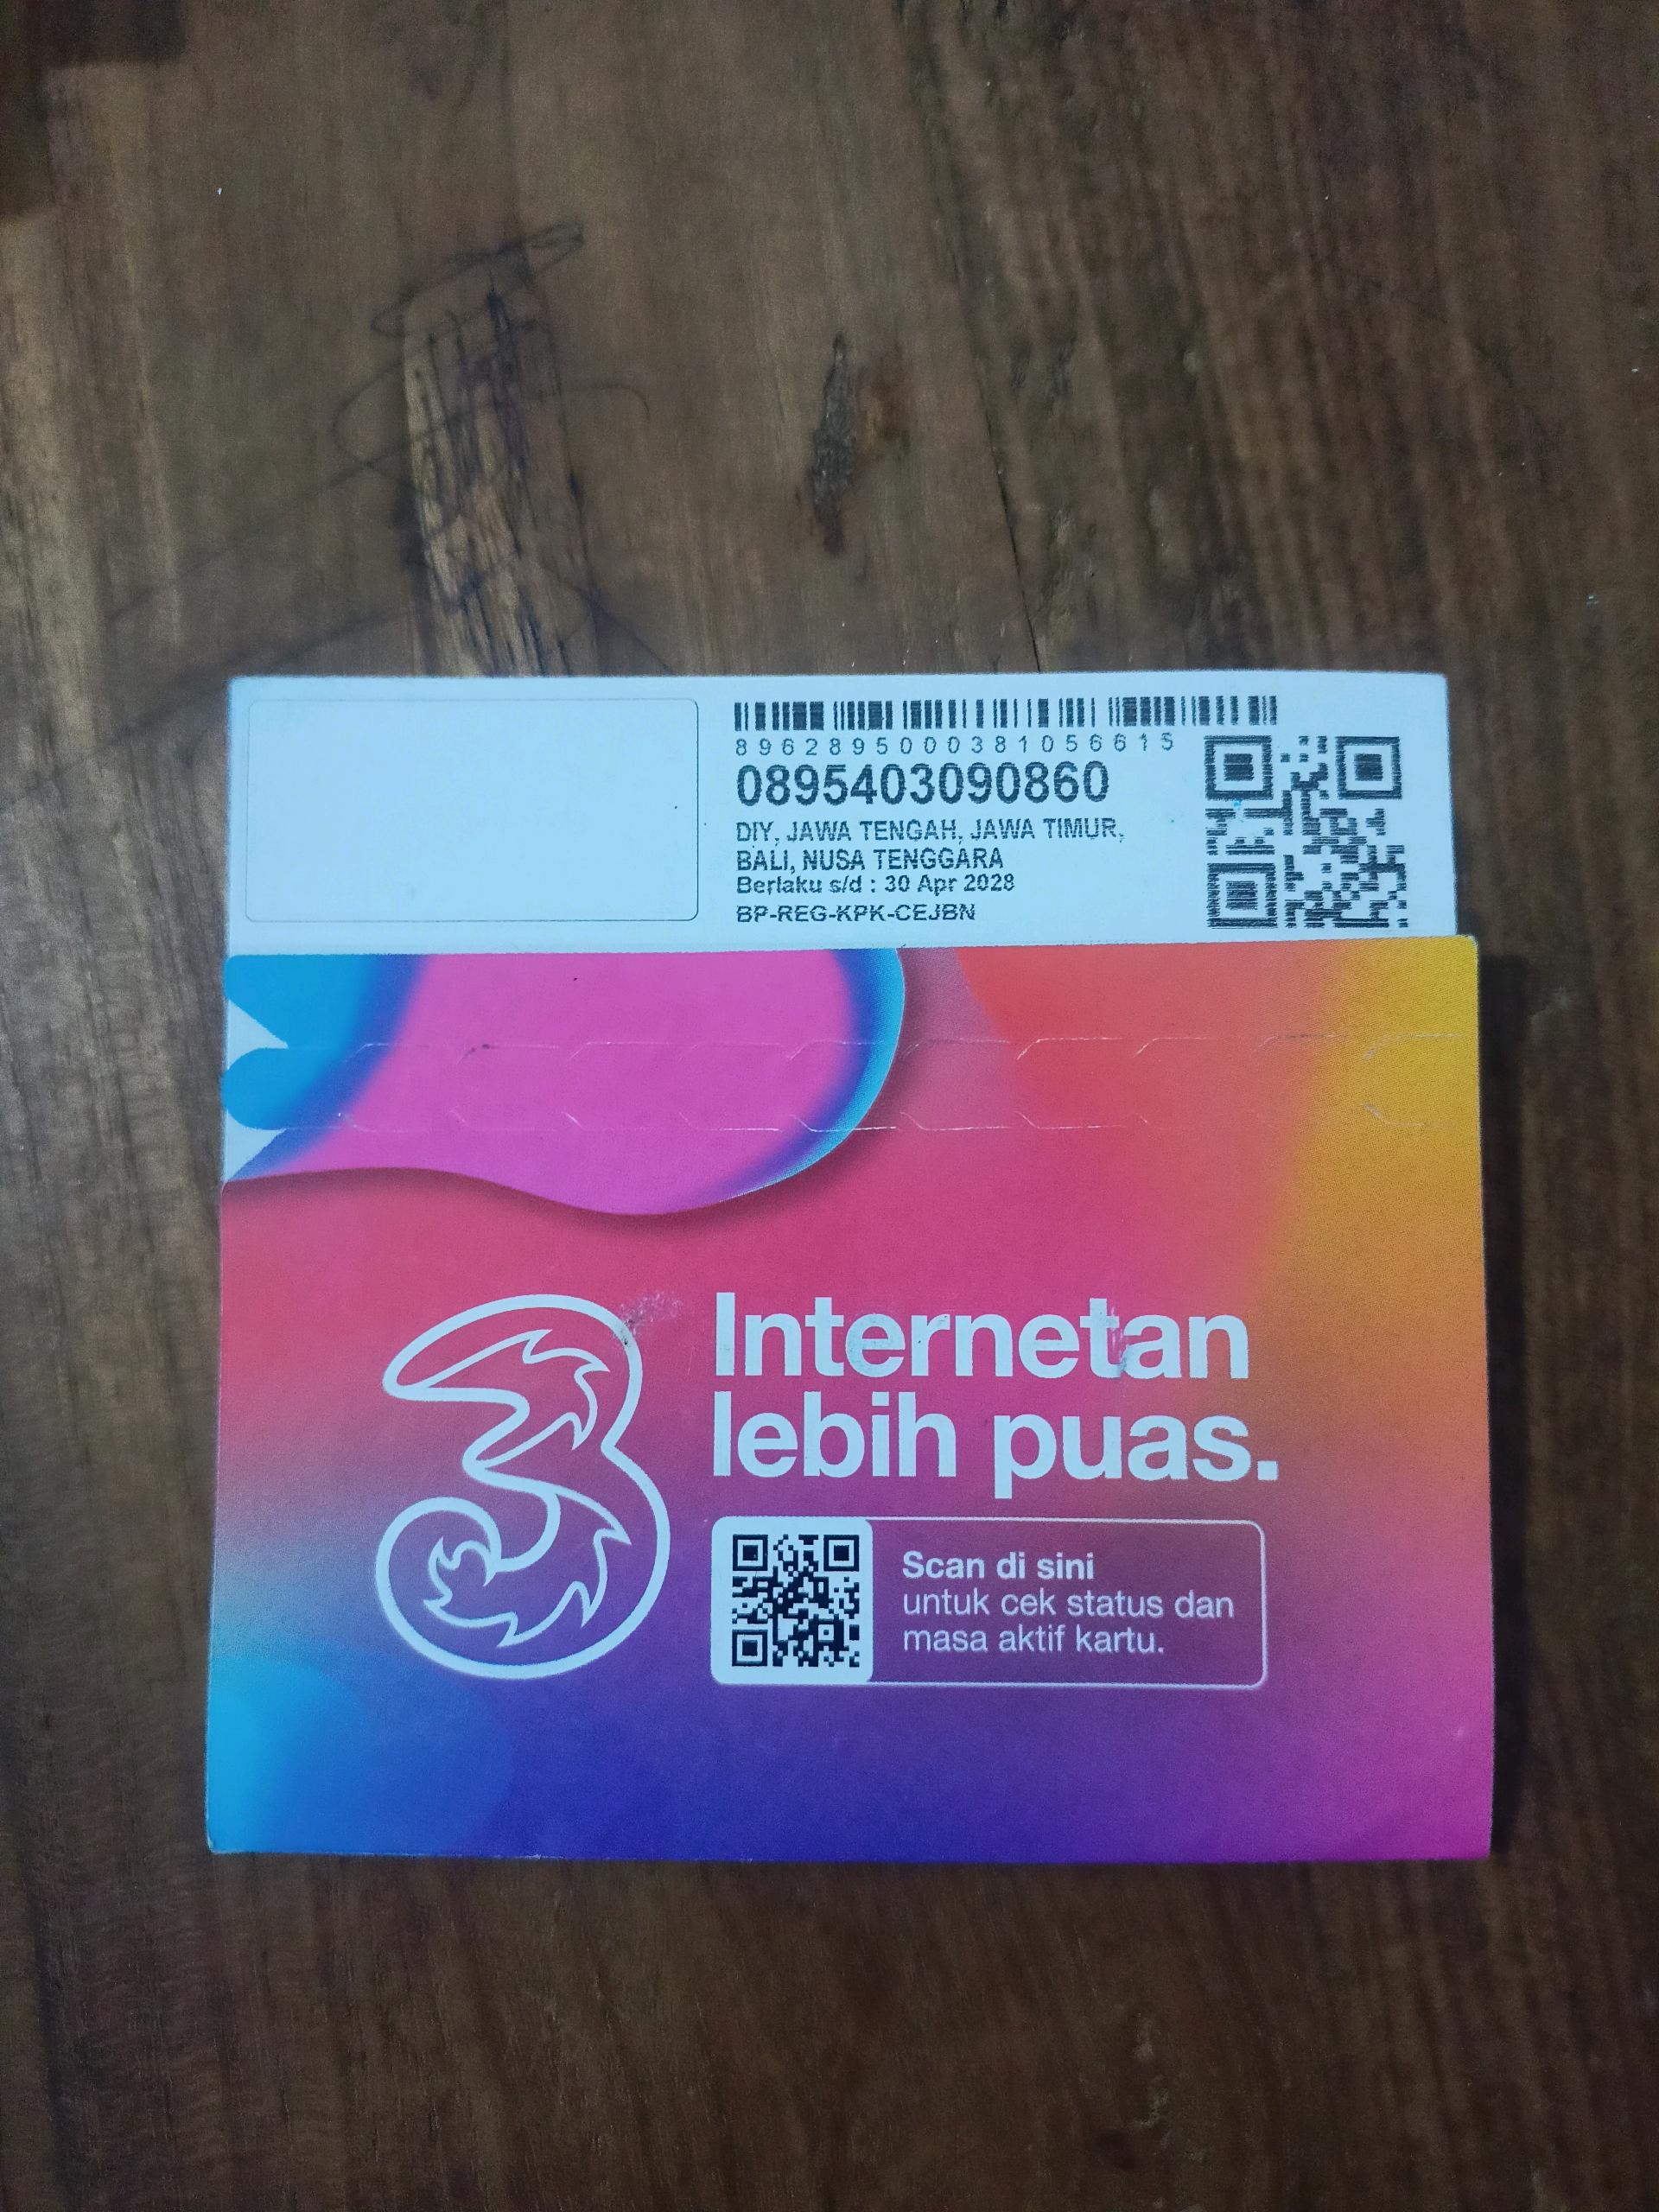 8962895000381056615
0895403090860
DIY, JAWA TENGAH, JAWA TIMUR,
BALI, NUSA TENGGARA
Berlaku s/d : 30 Apr 2028
BP-REG-KPK-CEJBN
3
Internetan
lebih puas.
Scan di sini
untuk cek status dan
masa aktif kartu.